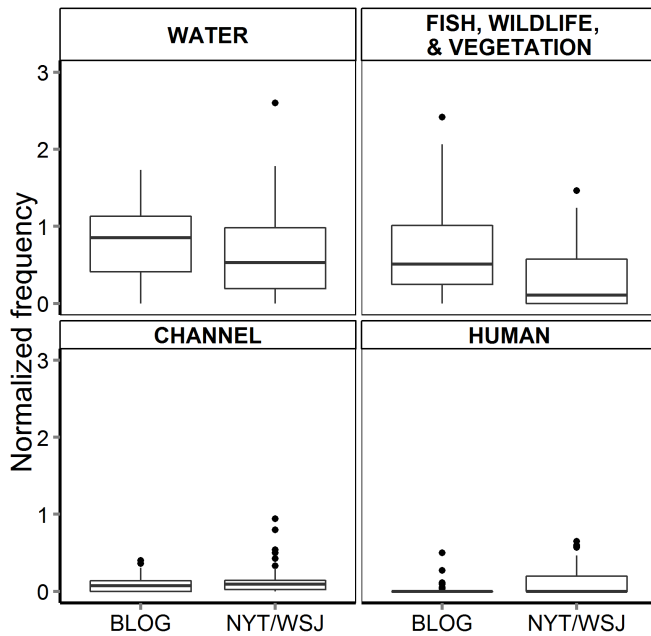 WATER
FISH, WILDLIFE,
& VEGETATION
3
2
1
0
Normalized frequency
CHANNEL
HUMAN
3
2
1
0
BLOG
NYT/WSJ
BLOG
NYT/WSJ